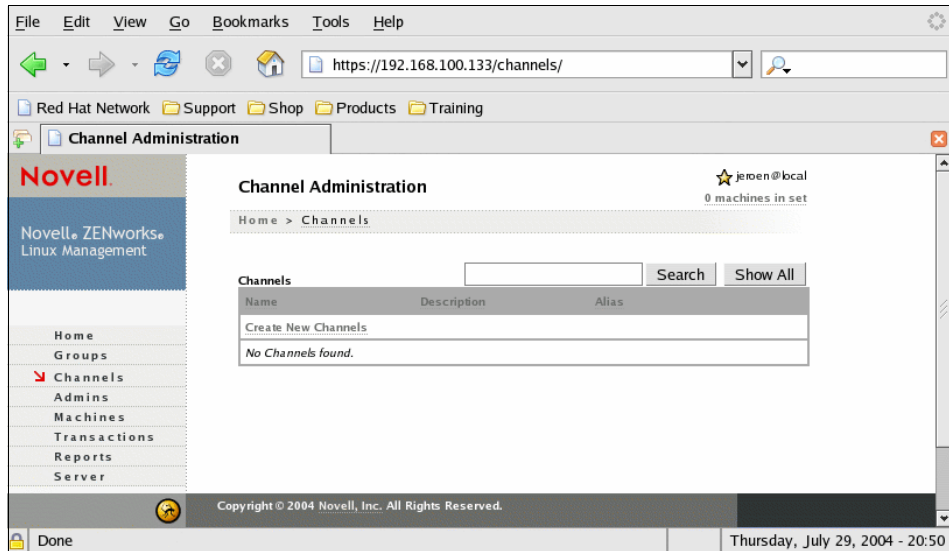 File Edit View Go Bookmarks Tools Help
https://192.168.100.133/channels/
Red Hat Network Support Shop Products Training
Channel Administration
Novell.
Novell® ZENworks®
Linux Management
Home
Groups
Channels
Admins
Machines
Transactions
Reports
Server
Channel Administration
jeroen@local
0 machines in set
Home > Channels
Channels
Search Show All
Name Description Alias
Create New Channels
No Channels found.
Copyright © 2004 Novell, Inc. All Rights Reserved.
Done
Thursday, July 29, 2004 - 20:50